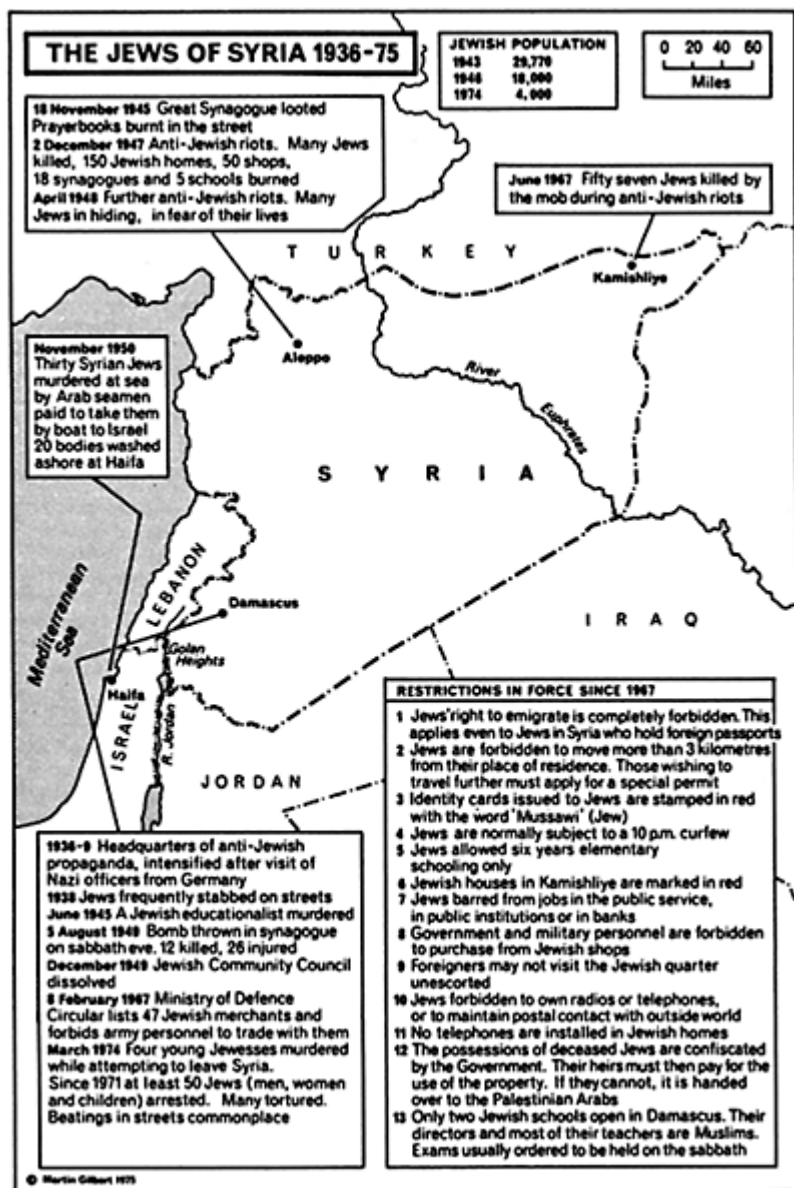 THE JEWS OF SYRIA 1936-75
JEWISH POPULATION
1943 29,770
1946 18,000
1974 4,000
0 20 40 60
Miles
18 November 1945 Great Synagogue looted
Prayerbooks burnt in the street
2 December 1947 Anti-Jewish riots. Many Jews
killed, 150 Jewish homes, 50 shops,
18 synagogues and 5 schools burned
April 1948 Further anti-Jewish riots. Many
Jews in hiding, in fear of their lives
June 1967 Fifty seven Jews killed by
the mob during anti-Jewish riots
TURKEY
Kamishliye
Aleppo
November 1950
Thirty Syrian Jews
murdered at sea
by Arab seamen
paid to take them
by boat to Israel
20 bodies washed
ashore at Haifa
River
Euphrates
SYRIA
LEBANON
Damascus
Mediterranean
Sea
Golan
Heights
IRAQ
Haifa
ISRAEL
R. Jordan
JORDAN
1936-9 Headquarters of anti-Jewish
propaganda, intensified after visit of
Nazi officers from Germany
1938 Jews frequently stabbed on streets
June 1945 A Jewish educationalist murdered
5 August 1949 Bomb thrown in synagogue
on sabbath eve. 12 killed, 26 injured
December 1949 Jewish Community Council
dissolved
8 February 1967 Ministry of Defence
Circular lists 47 Jewish merchants and
forbids army personnel to trade with them
March 1974 Four young Jewesses murdered
while attempting to leave Syria.
Since 1971 at least 50 Jews (men, women
and children) arrested. Many tortured.
Beatings in streets commonplace
RESTRICTIONS IN FORCE SINCE 1967
1 Jews' right to emigrate is completely forbidden. This
applies even to Jews in Syria who hold foreign passports
2 Jews are forbidden to move more than 3 kilometres
from their place of residence. Those wishing to
travel further must apply for a special permit
3 Identity cards issued to Jews are stamped in red
with the word 'Mussawi' (Jew)
4 Jews are normally subject to a 10 p.m. curfew
5 Jews allowed six years elementary
schooling only
6 Jewish houses in Kamishliye are marked in red
7 Jews barred from jobs in the public service,
in public institutions or in banks
8 Government and military personnel are forbidden
to purchase from Jewish shops
9 Foreigners may not visit the Jewish quarter
unescorted
10 Jews forbidden to own radios or telephones,
or to maintain postal contact with outside world
11 No telephones are installed in Jewish homes
12 The possessions of deceased Jews are confiscated
by the Government. Their heirs must then pay for the
use of the property. If they cannot, it is handed
over to the Palestinian Arabs
13 Only two Jewish schools open in Damascus. Their
directors and most of their teachers are Muslims.
Exams usually ordered to be held on the sabbath
© Martin Gilbert 1975